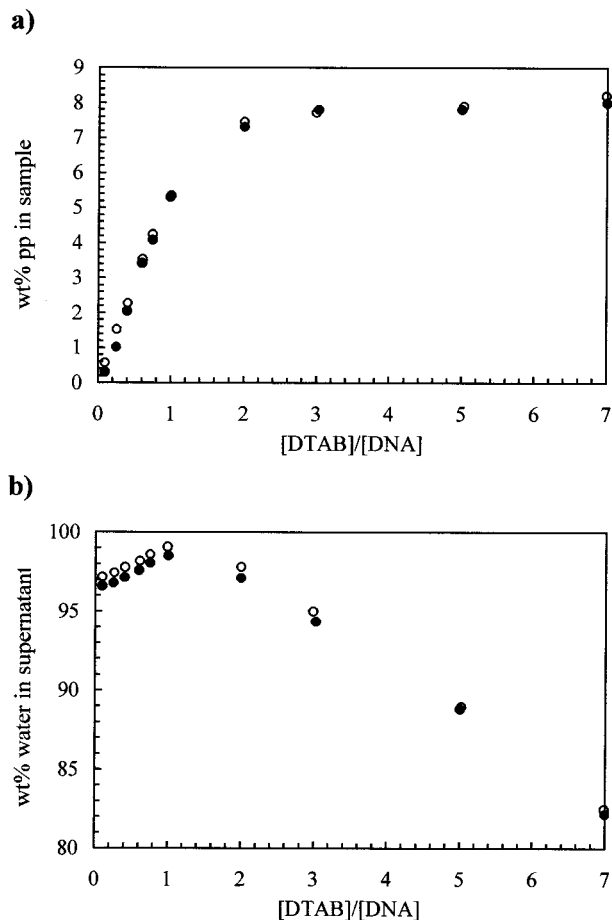 a)
9
8
7
6
5
4
3
2
1
0
wt% pp in sample
0 1 2 3 4 5 6 7
[DTAB]/[DNA]
b)
100
95
90
85
80
wt% water in supernatant
0 1 2 3 4 5 6 7
[DTAB]/[DNA]